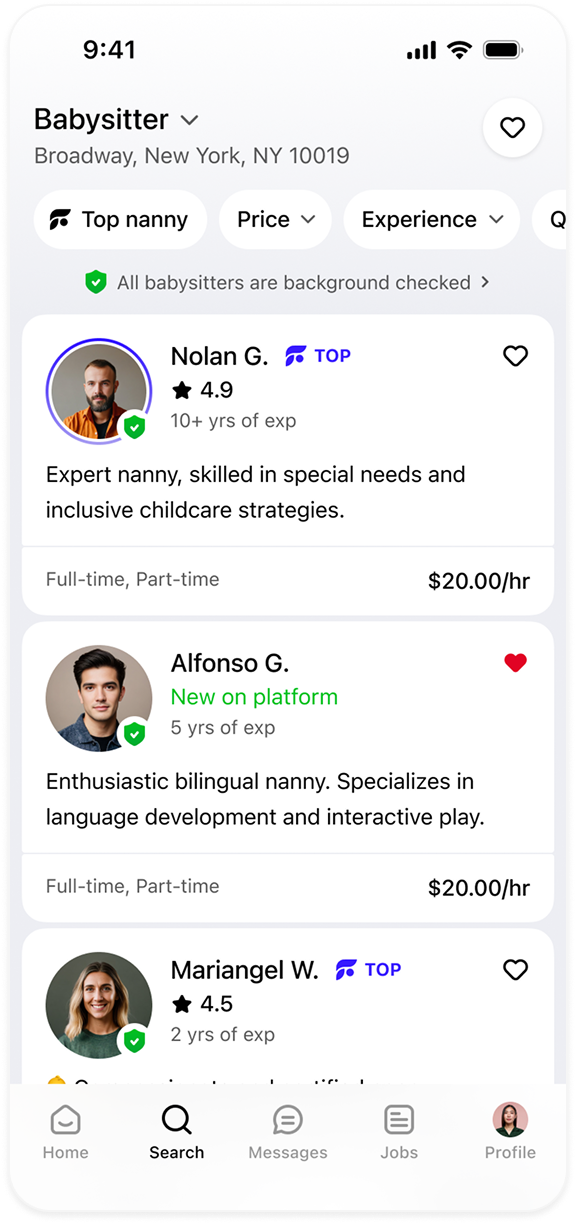 9:41
Babysitter
Broadway, New York, NY 10019
Top nanny Price Experience Q
All babysitters are background checked
Nolan G. TOP
4.9
10+ yrs of exp
Expert nanny, skilled in special needs and
inclusive childcare strategies.
Full-time, Part-time $20.00/hr
Alfonso G.
New on platform
5 yrs of exp
Enthusiastic bilingual nanny. Specializes in
language development and interactive play.
Full-time, Part-time $20.00/hr
Mariangel W. TOP
4.5
2 yrs of exp
Home Search Messages Jobs Profile